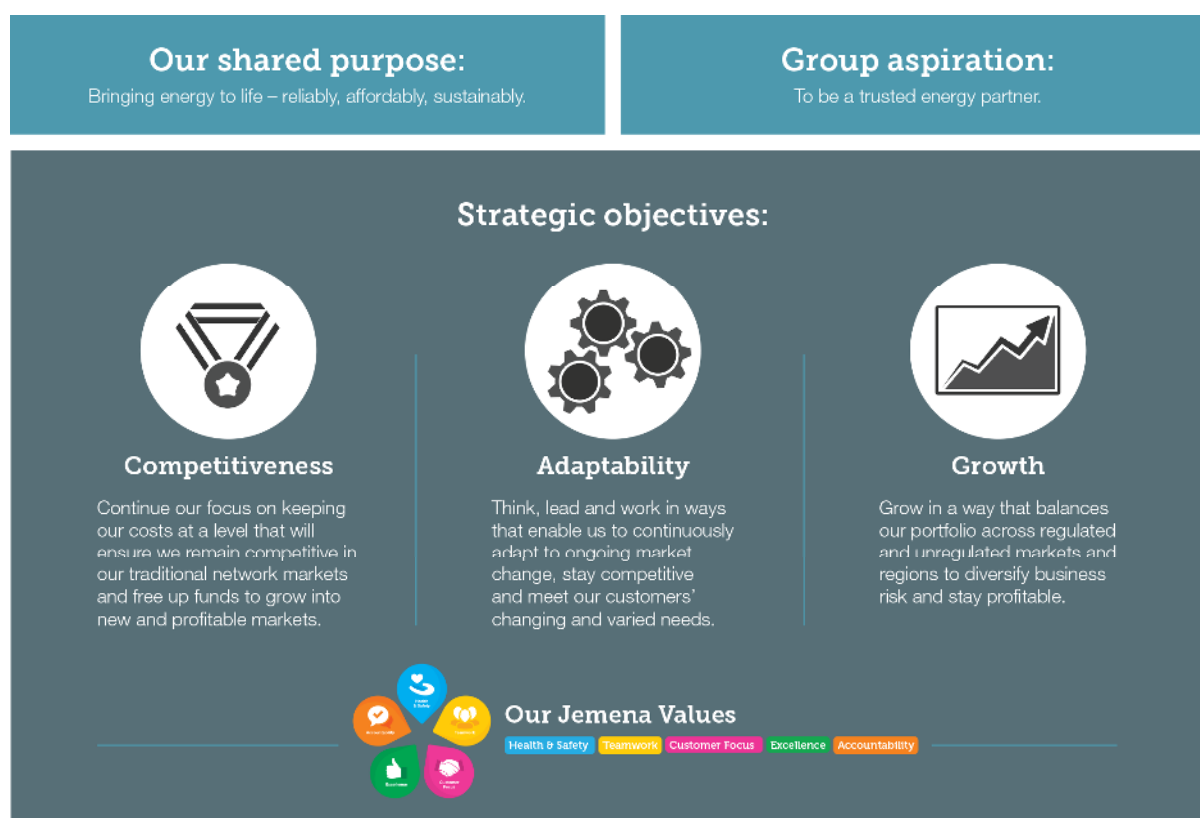 Our shared purpose:
Bringing energy to life – reliably, affordably, sustainably.
Group aspiration:
To be a trusted energy partner.
Strategic objectives:
Competitiveness
Continue our focus on keeping
our costs at a level that will
ensure we remain competitive in
our traditional network markets
and free up funds to grow into
new and profitable markets.
Adaptability
Think, lead and work in ways
that enable us to continuously
adapt to ongoing market
change, stay competitive
and meet our customers’
changing and varied needs.
Growth
Grow in a way that balances
our portfolio across regulated
and unregulated markets and
regions to diversify business
risk and stay profitable.
Health
& Safety
Customer
Focus
Excellence
Our Jemena Values
Health & Safety Teamwork Customer Focus Excellence Accountability